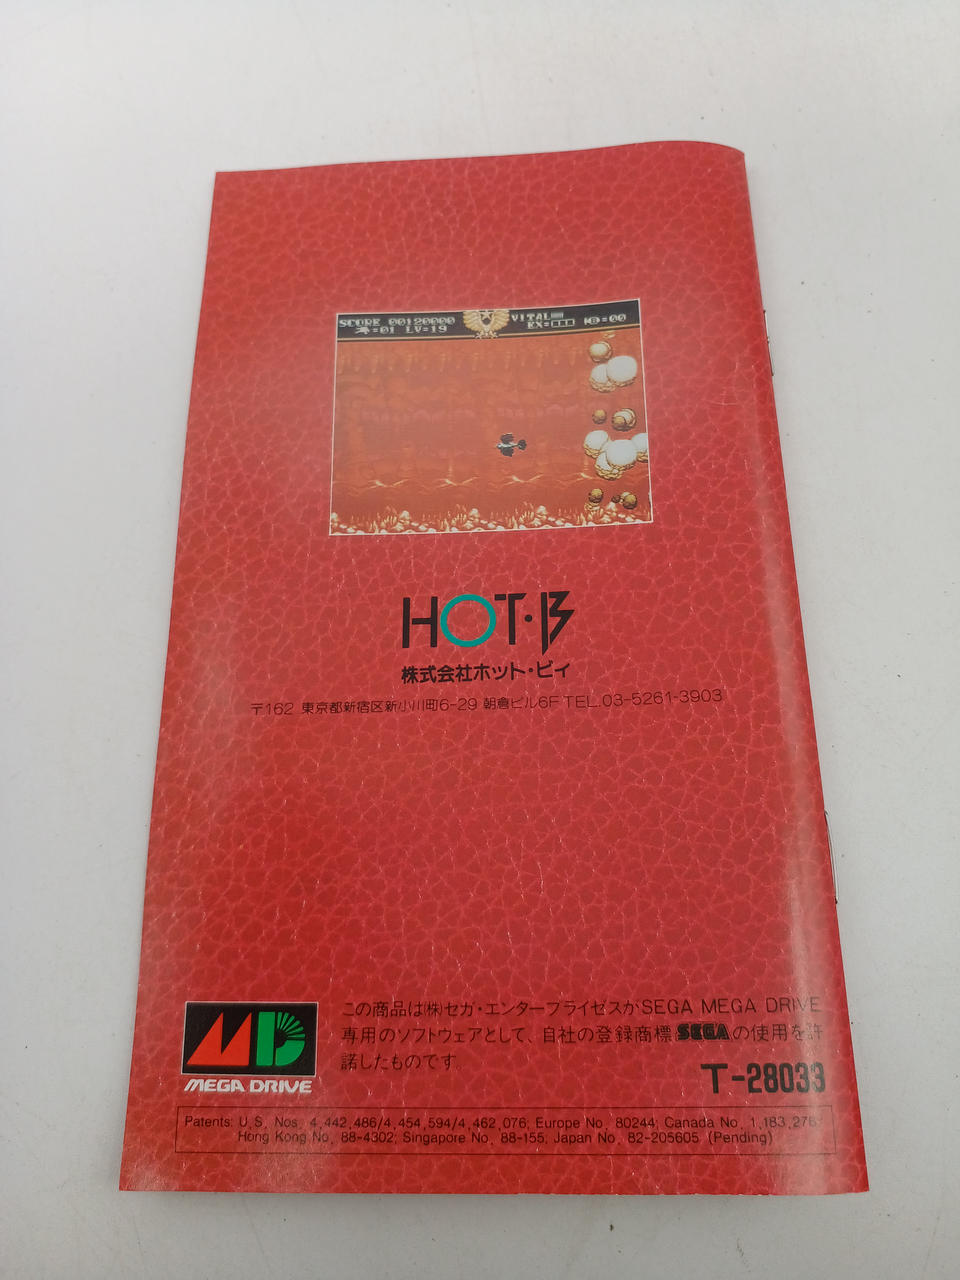 SCORE 00120000
=01 LV=19
VITAL
EX=
=00
HOT・B
株式会社ホット・ビィ
〒162 東京都新宿区新小川町6-29 朝倉ビル6F TEL.03-5261-3903
この商品は(株)セガ・エンタープライゼスがSEGA MEGA DRIVE
専用のソフトウェアとして、自社の登録商標SEGAの使用を許
諾したものです。
MEGA DRIVE
T-28033
Patents: U.S. Nos. 4,442,486/4,454,594/4,462,076; Europe No. 80244; Canada No. 1,183,276;
Hong Kong No. 88-4302; Singapore No. 88-155; Japan No. 82-205605 (Pending)